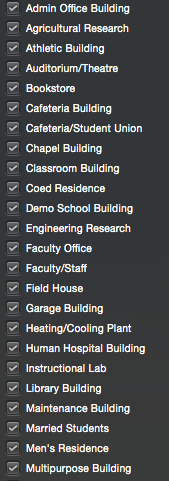 Admin Office Building
Agricultural Research
Athletic Building
Auditorium/Theatre
Bookstore
Cafeteria Building
Cafeteria/Student Union
Chapel Building
Classroom Building
Coed Residence
Demo School Building
Engineering Research
Faculty Office
Faculty/Staff
Field House
Garage Building
Heating/Cooling Plant
Human Hospital Building
Instructional Lab
Library Building
Maintenance Building
Married Students
Men's Residence
Multipurpose Building